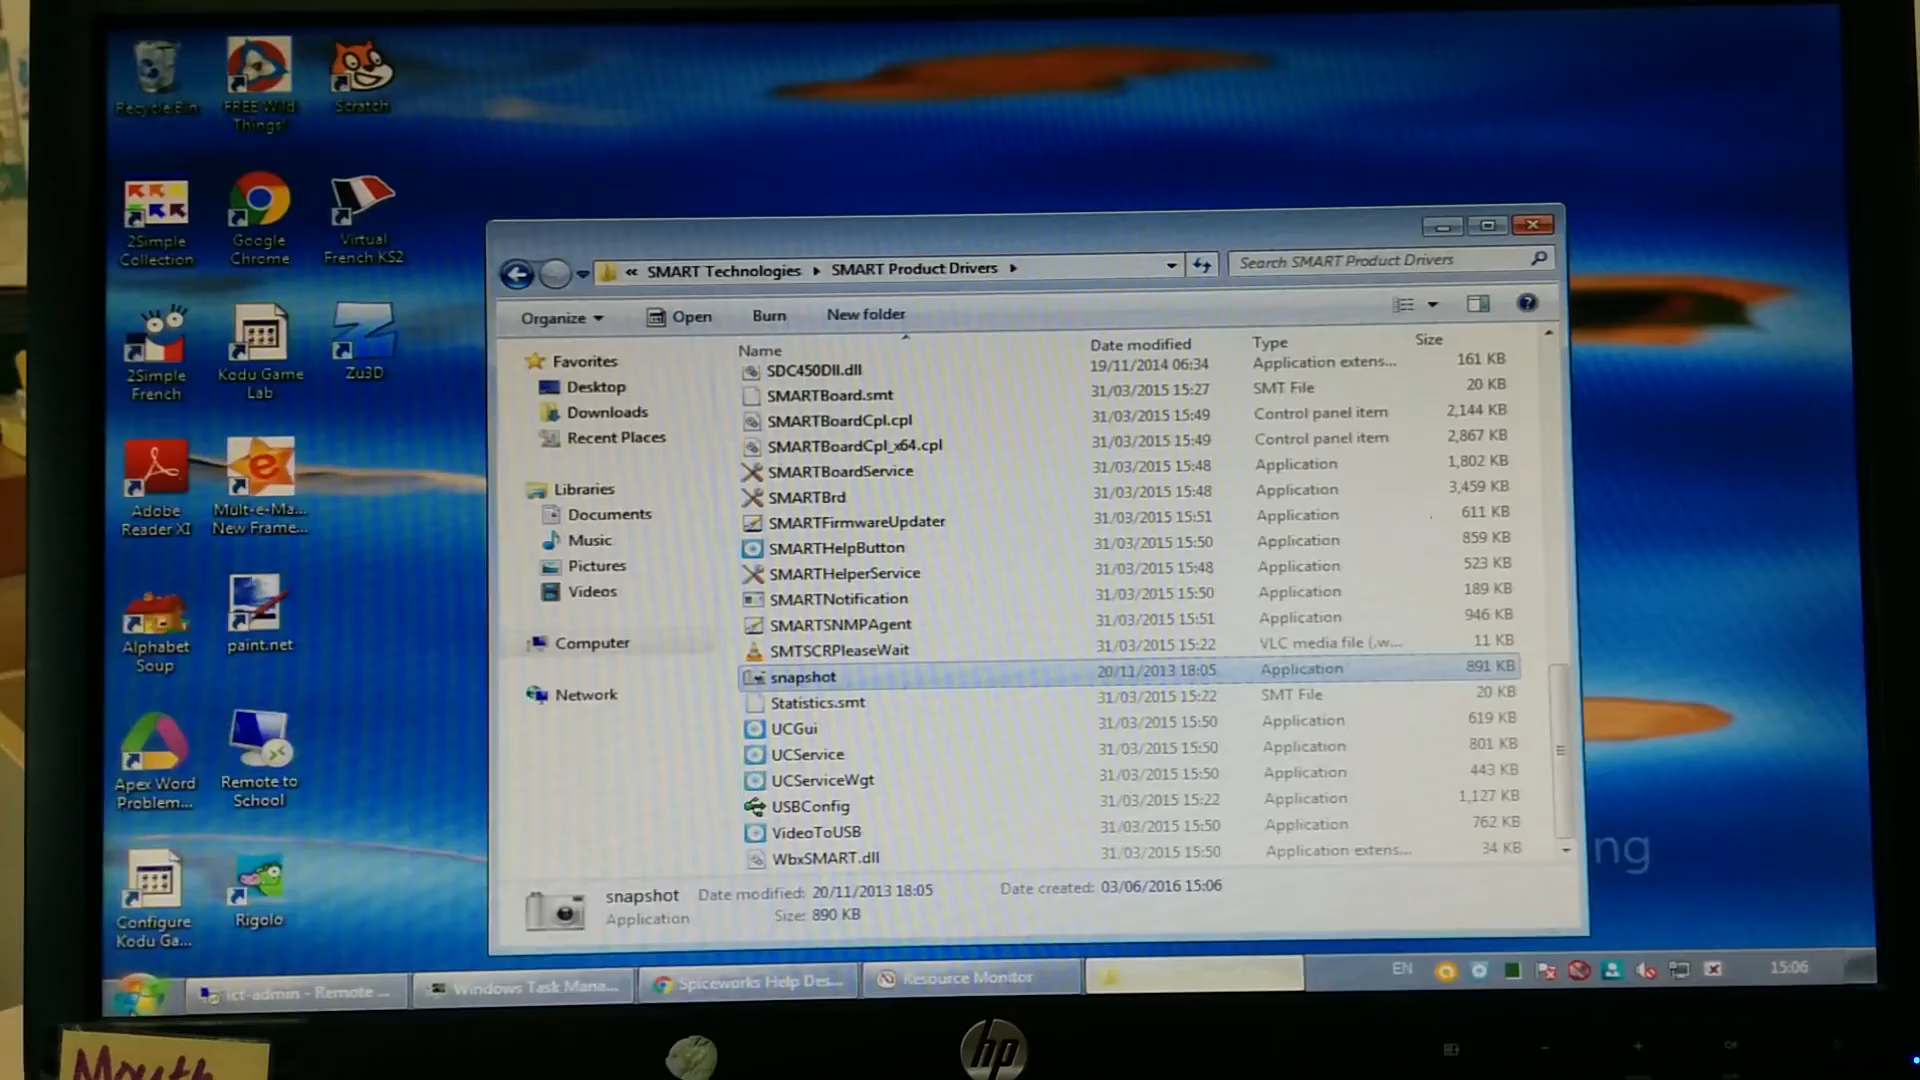 Recycle Bin
FREE Wild Things!
Scratch
2Simple Collection
Google Chrome
Virtual French KS2
2Simple French
Kodu Game Lab
Zu3D
Adobe Reader XI
Mult-e-Ma... New Frame...
Alphabet Soup
paint.net
Apex Word Problem...
Remote to School
Configure Kodu Ga...
Rigolo
« SMART Technologies SMART Product Drivers
Search SMART Product Drivers
Organize Open Burn New folder
Favorites
Desktop
Downloads
Recent Places
Libraries
Documents
Music
Pictures
Videos
Computer
Network
Name Date modified Type Size
SDC450Dll.dll 19/11/2014 06:34 Application extens... 161 KB
SMARTBoard.smt 31/03/2015 15:27 SMT File 20 KB
SMARTBoardCpl.cpl 31/03/2015 15:49 Control panel item 2,144 KB
SMARTBoardCpl_x64.cpl 31/03/2015 15:49 Control panel item 2,867 KB
SMARTBoardService 31/03/2015 15:48 Application 1,802 KB
SMARTBrd 31/03/2015 15:48 Application 3,459 KB
SMARTFirmwareUpdater 31/03/2015 15:51 Application 611 KB
SMARTHelpButton 31/03/2015 15:50 Application 859 KB
SMARTHelperService 31/03/2015 15:48 Application 523 KB
SMARTNotification 31/03/2015 15:50 Application 189 KB
SMARTSNMPAgent 31/03/2015 15:51 Application 946 KB
SMTSCRPleaseWait 31/03/2015 15:22 VLC media file (.w... 11 KB
snapshot 20/11/2013 18:05 Application 891 KB
Statistics.smt 31/03/2015 15:22 SMT File 20 KB
UCGui 31/03/2015 15:50 Application 619 KB
UCService 31/03/2015 15:50 Application 801 KB
UCServiceWgt 31/03/2015 15:50 Application 443 KB
USBConfig 31/03/2015 15:22 Application 1,127 KB
VideoToUSB 31/03/2015 15:50 Application 762 KB
WbxSMART.dll 31/03/2015 15:50 Application extens... 34 KB
snapshot Date modified: 20/11/2013 18:05 Date created: 03/06/2016 15:06
Application Size: 890 KB
ng
ict-admin - Remote ...
Windows Task Mana...
Spiceworks Help Des...
Resource Monitor
EN
15:06
hp
Mouth